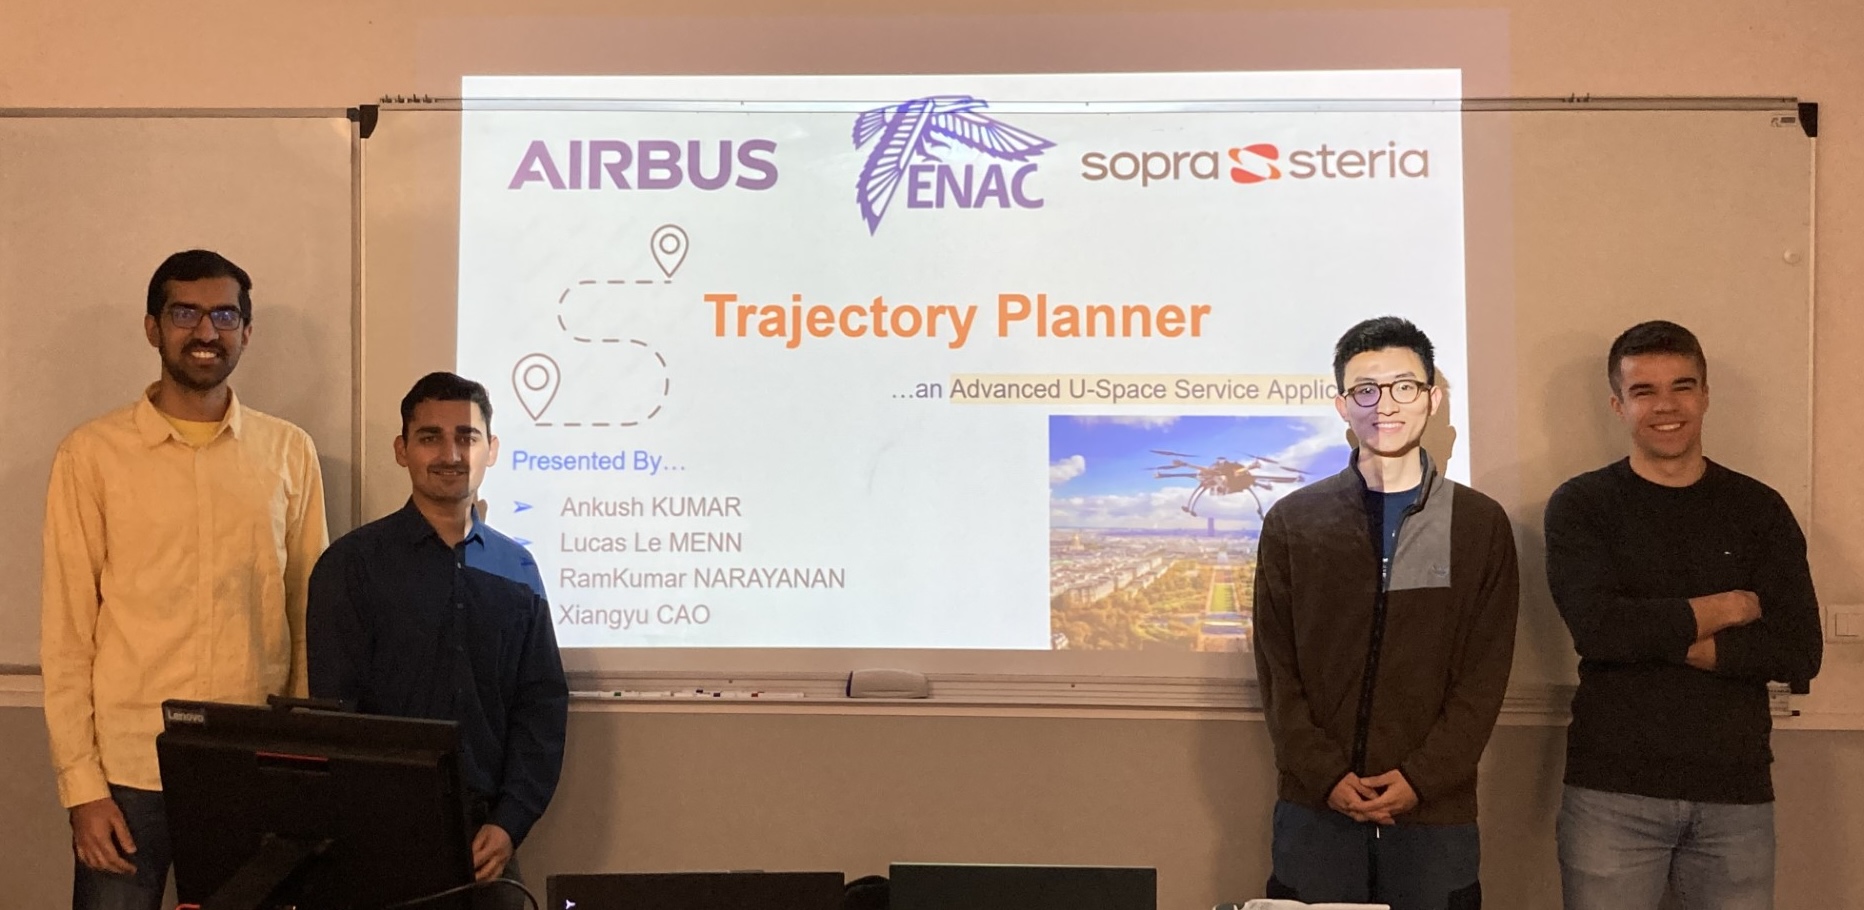 AIRBUS
ENAC
sopra steria
Trajectory Planner
…an Advanced U-Space Service Applic
Presented By…
Ankush KUMAR
Lucas Le MENN
RamKumar NARAYANAN
Xiangyu CAO
Lenovo